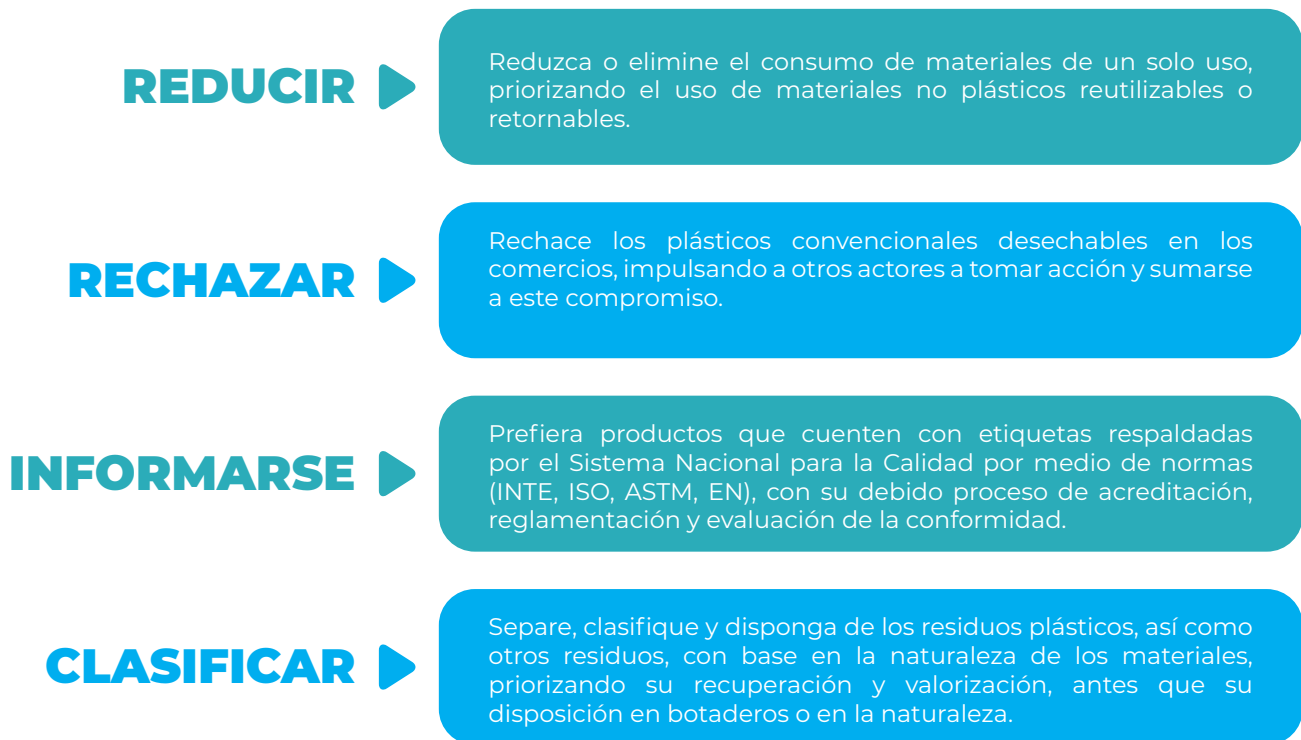 REDUCIR
Reduzca o elimine el consumo de materiales de un solo uso,
priorizando el uso de materiales no plásticos reutilizables o
retornables.
RECHAZAR
Rechace los plásticos convencionales desechables en los
comercios, impulsando a otros actores a tomar acción y sumarse
a este compromiso.
INFORMARSE
Prefiera productos que cuenten con etiquetas respaldadas
por el Sistema Nacional para la Calidad por medio de normas
(INTE, ISO, ASTM, EN), con su debido proceso de acreditación,
reglamentación y evaluación de la conformidad.
CLASIFICAR
Separe, clasifique y disponga de los residuos plásticos, así como
otros residuos, con base en la naturaleza de los materiales,
priorizando su recuperación y valorización, antes que su
disposición en botaderos o en la naturaleza.